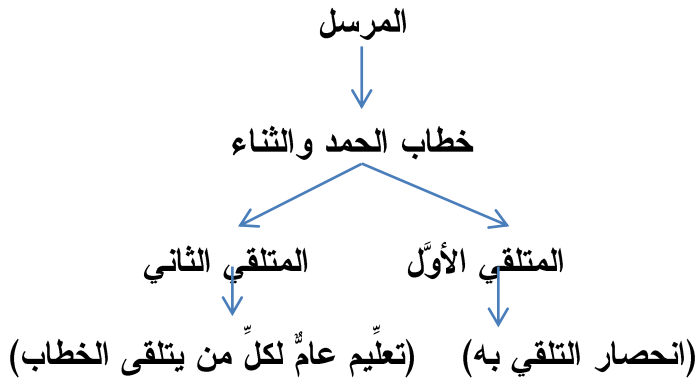 المرسل
خطاب الحمد والثناء
المتلقي الأوَّل
المتلقي الثاني
(انحصار التلقي به)
(تعلِّيم عامٌّ لكلِّ من يتلقى الخطاب)